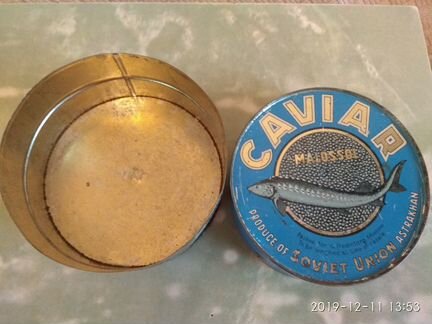 CAVIAR
MALOSSOL
PRODUCE OF SOVIET UNION ASTRAKHAN
2019-12-11 13:53